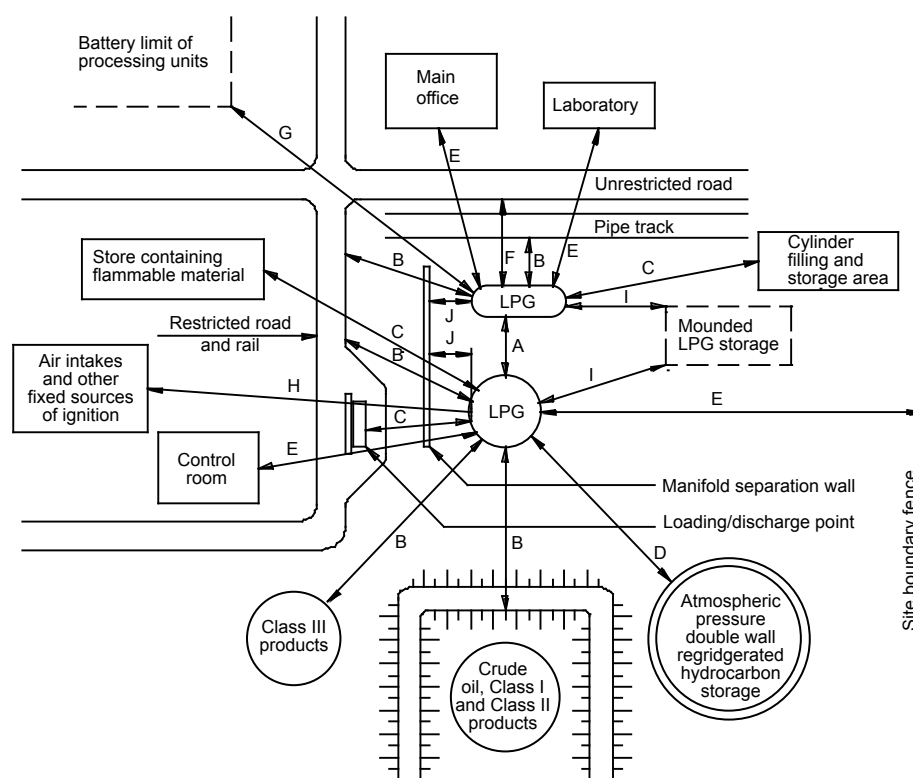 Battery limit of
processing units
Main
office
Laboratory
G
E
Unrestricted road
Pipe track
Store containing
flammable material
B
F
B
E
C
Cylinder
filling and
storage area
LPG
I
J
Mounded
LPG storage
Restricted road
and rail
C
J
B
A
Air intakes
and other
fixed sources
of ignition
H
I
LPG
E
C
E
Control
room
Manifold separation wall
Loading/discharge point
B
B
D
Site boundary fence
Class III
products
Atmospheric
pressure
double wall
regridgerated
hydrocarbon
storage
Crude
oil, Class I
and Class II
products